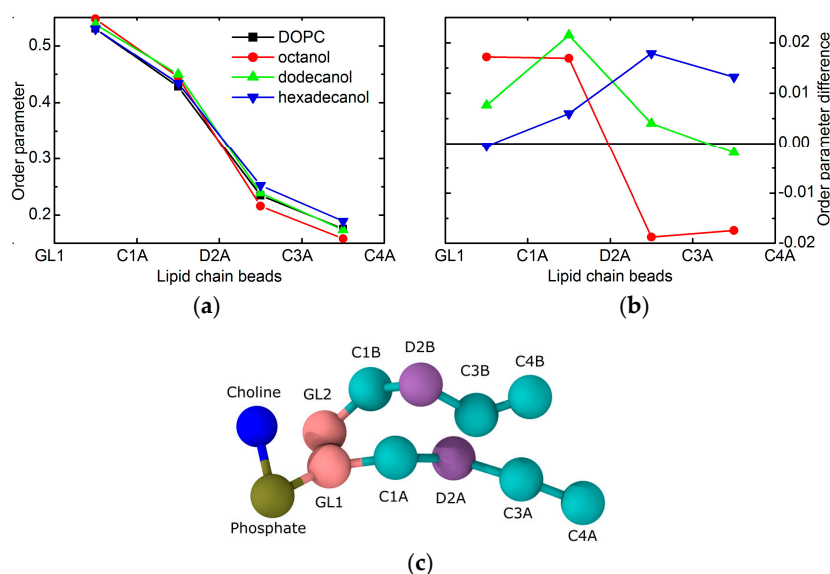 0.5
0.4
0.3
0.2
Order parameter
DOPC
octanol
dodecanol
hexadecanol
GL1 C1A D2A C3A C4A
Lipid chain beads
(a)
0.02
0.01
0.00
-0.01
-0.02
Order parameter difference
GL1 C1A D2A C3A C4A
Lipid chain beads
(b)
Choline
GL2
C1B
D2B
C3B
C4B
Phosphate
GL1
C1A
D2A
C3A
C4A
(c)